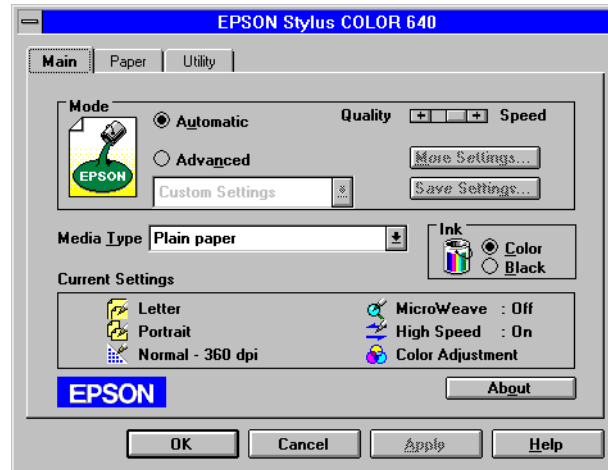 EPSON Stylus COLOR 640
Main Paper Utility
Mode
EPSON
Automatic
Quality + + Speed
Advanced
More Settings...
Custom Settings
Save Settings...
Media Type Plain paper
Ink
Color
Black
Current Settings
Letter MicroWeave : Off
Portrait High Speed : On
Normal - 360 dpi Color Adjustment
EPSON
About
OK Cancel Apply Help